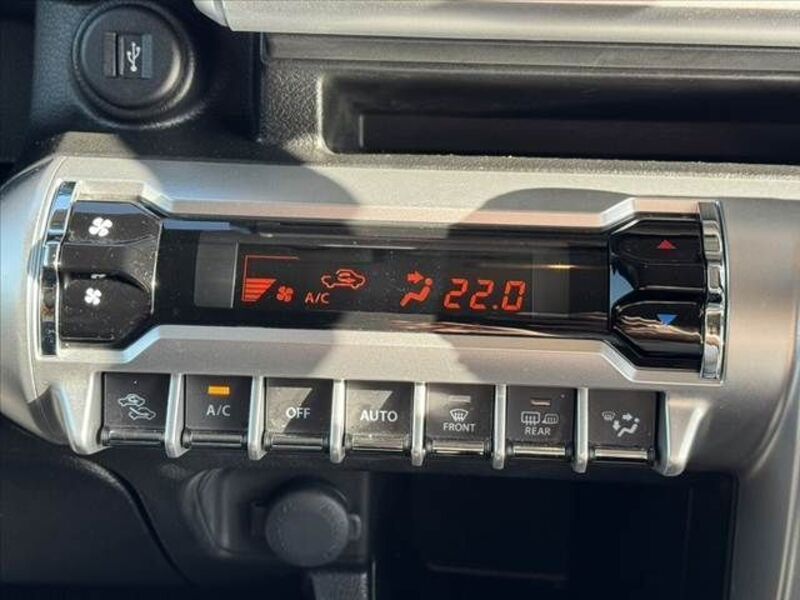 A/C
22.0
A/C
OFF
AUTO
FRONT
REAR